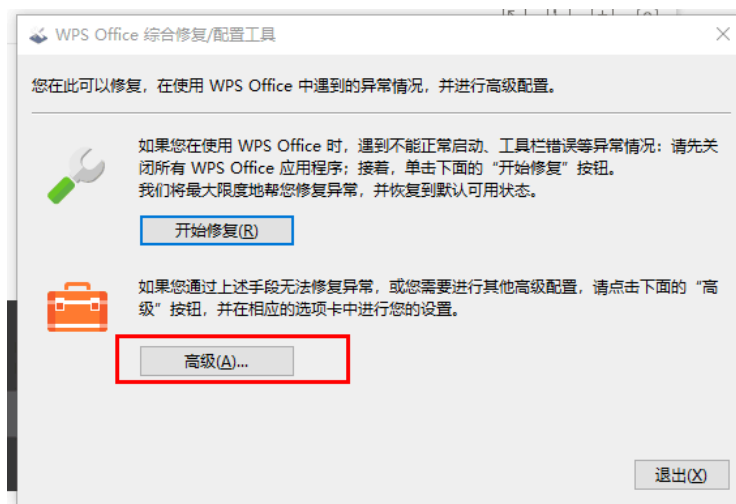 WPS Office 综合修复/配置工具
您在此可以修复，在使用 WPS Office 中遇到的异常情况，并进行高级配置。
如果您在使用 WPS Office 时，遇到不能正常启动、工具栏错误等异常情况：请先关
闭所有 WPS Office 应用程序；接着，单击下面的“开始修复”按钮。
我们将最大限度地帮您修复异常，并恢复到默认可用状态。
开始修复(R)
如果您通过上述手段无法修复异常，或您需要进行其他高级配置，请点击下面的“高
级”按钮，并在相应的选项卡中进行您的设置。
高级(A)...
退出(X)